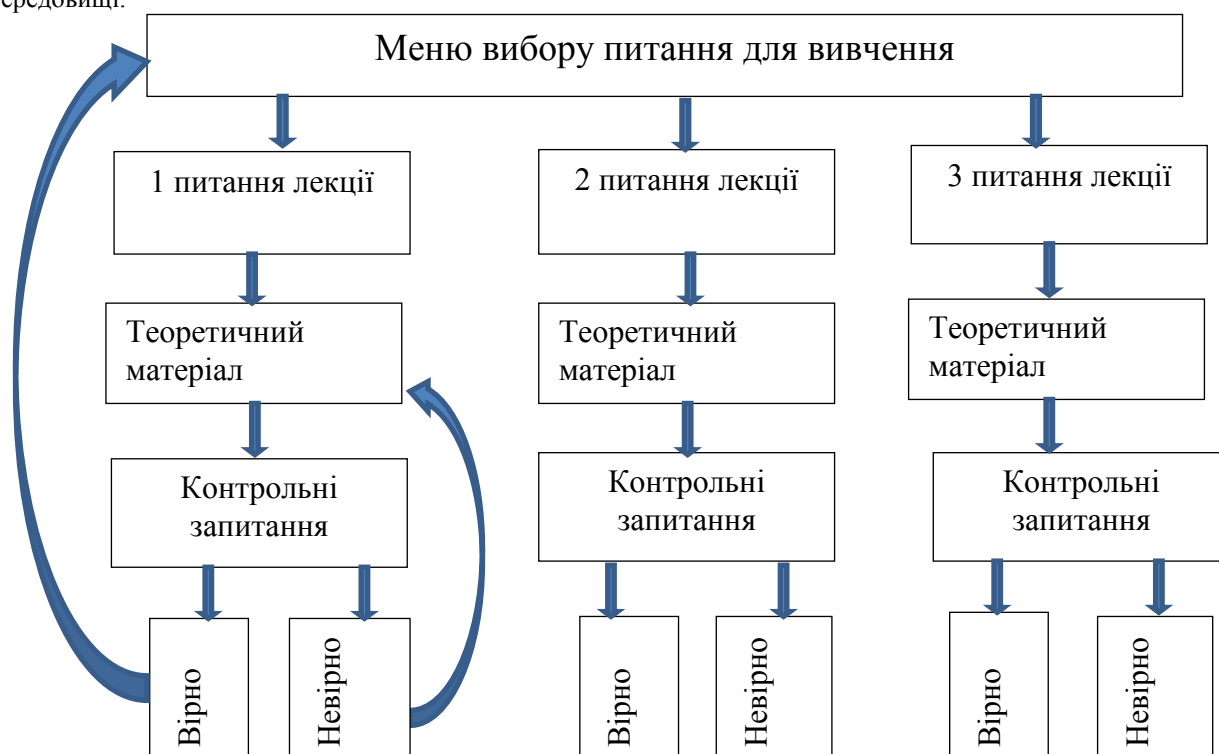 середовищі.
Меню вибору питання для вивчення
1 питання лекції
2 питання лекції
3 питання лекції
Теоретичний
матеріал
Теоретичний
матеріал
Теоретичний
матеріал
Контрольні
запитання
Контрольні
запитання
Контрольні
запитання
Вірно
Невірно
Вірно
Невірно
Вірно
Невірно